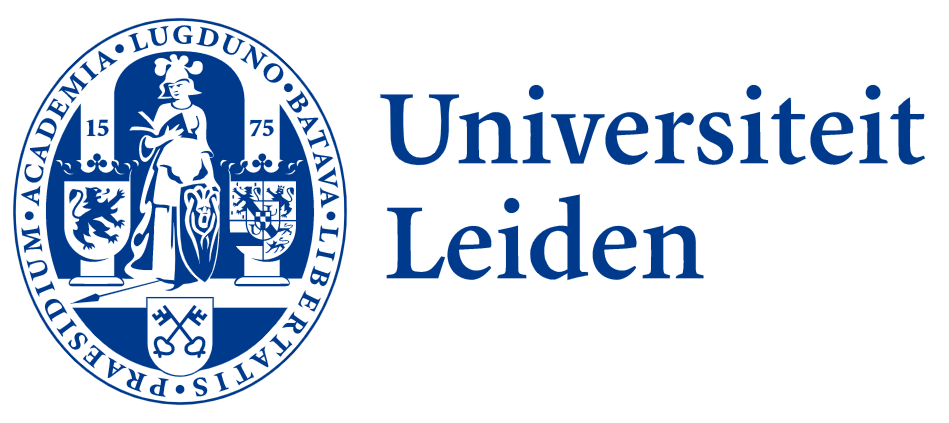 ACADEMIA·LUGDUNO·BATAVA·LIBERTATIS·PRAESIDIUM·
15 75
Universiteit
Leiden